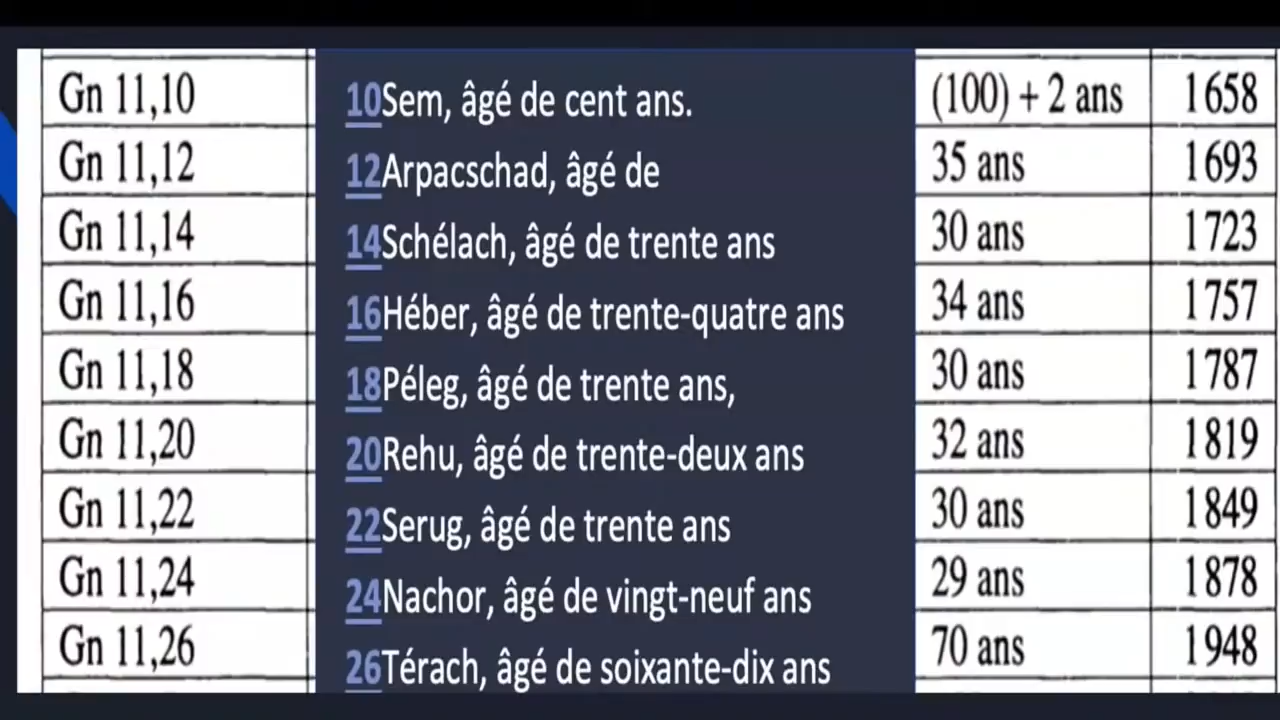 Gn 11,10 10Sem, âgé de cent ans. (100) + 2 ans 1658
Gn 11,12 12Arpacschad, âgé de 35 ans 1693
Gn 11,14 14Schélach, âgé de trente ans 30 ans 1723
Gn 11,16 16Héber, âgé de trente-quatre ans 34 ans 1757
Gn 11,18 18Péleg, âgé de trente ans, 30 ans 1787
Gn 11,20 20Rehu, âgé de trente-deux ans 32 ans 1819
Gn 11,22 22Serug, âgé de trente ans 30 ans 1849
Gn 11,24 24Nachor, âgé de vingt-neuf ans 29 ans 1878
Gn 11,26 26Térach, âgé de soixante-dix ans 70 ans 1948